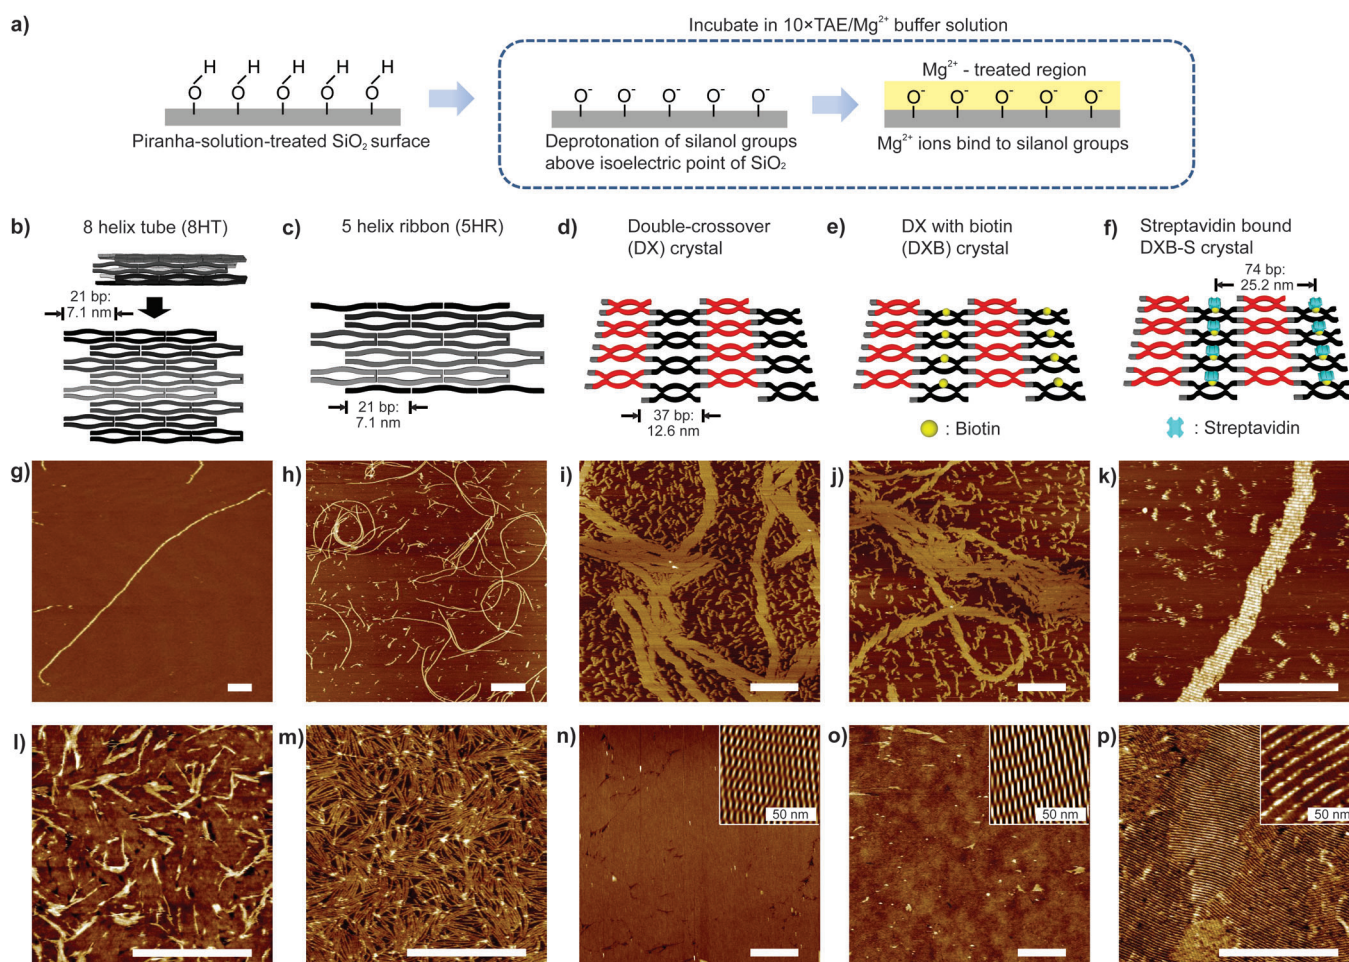 a)
Incubate in 10×TAE/Mg²⁺ buffer solution
H H H H H
O O O O O
Piranha-solution-treated SiO₂ surface
O⁻ O⁻ O⁻ O⁻ O⁻
Deprotonation of silanol groups
above isoelectric point of SiO₂
Mg²⁺ - treated region
O⁻ O⁻ O⁻ O⁻ O⁻
Mg²⁺ ions bind to silanol groups
b) 8 helix tube (8HT)
21 bp:
7.1 nm
c) 5 helix ribbon (5HR)
21 bp:
7.1 nm
d) Double-crossover
(DX) crystal
37 bp:
12.6 nm
e) DX with biotin
(DXB) crystal
: Biotin
f) Streptavidin bound
DXB-S crystal
74 bp:
25.2 nm
: Streptavidin
g)
h)
i)
j)
k)
l)
m)
n)
50 nm
o)
50 nm
p)
50 nm